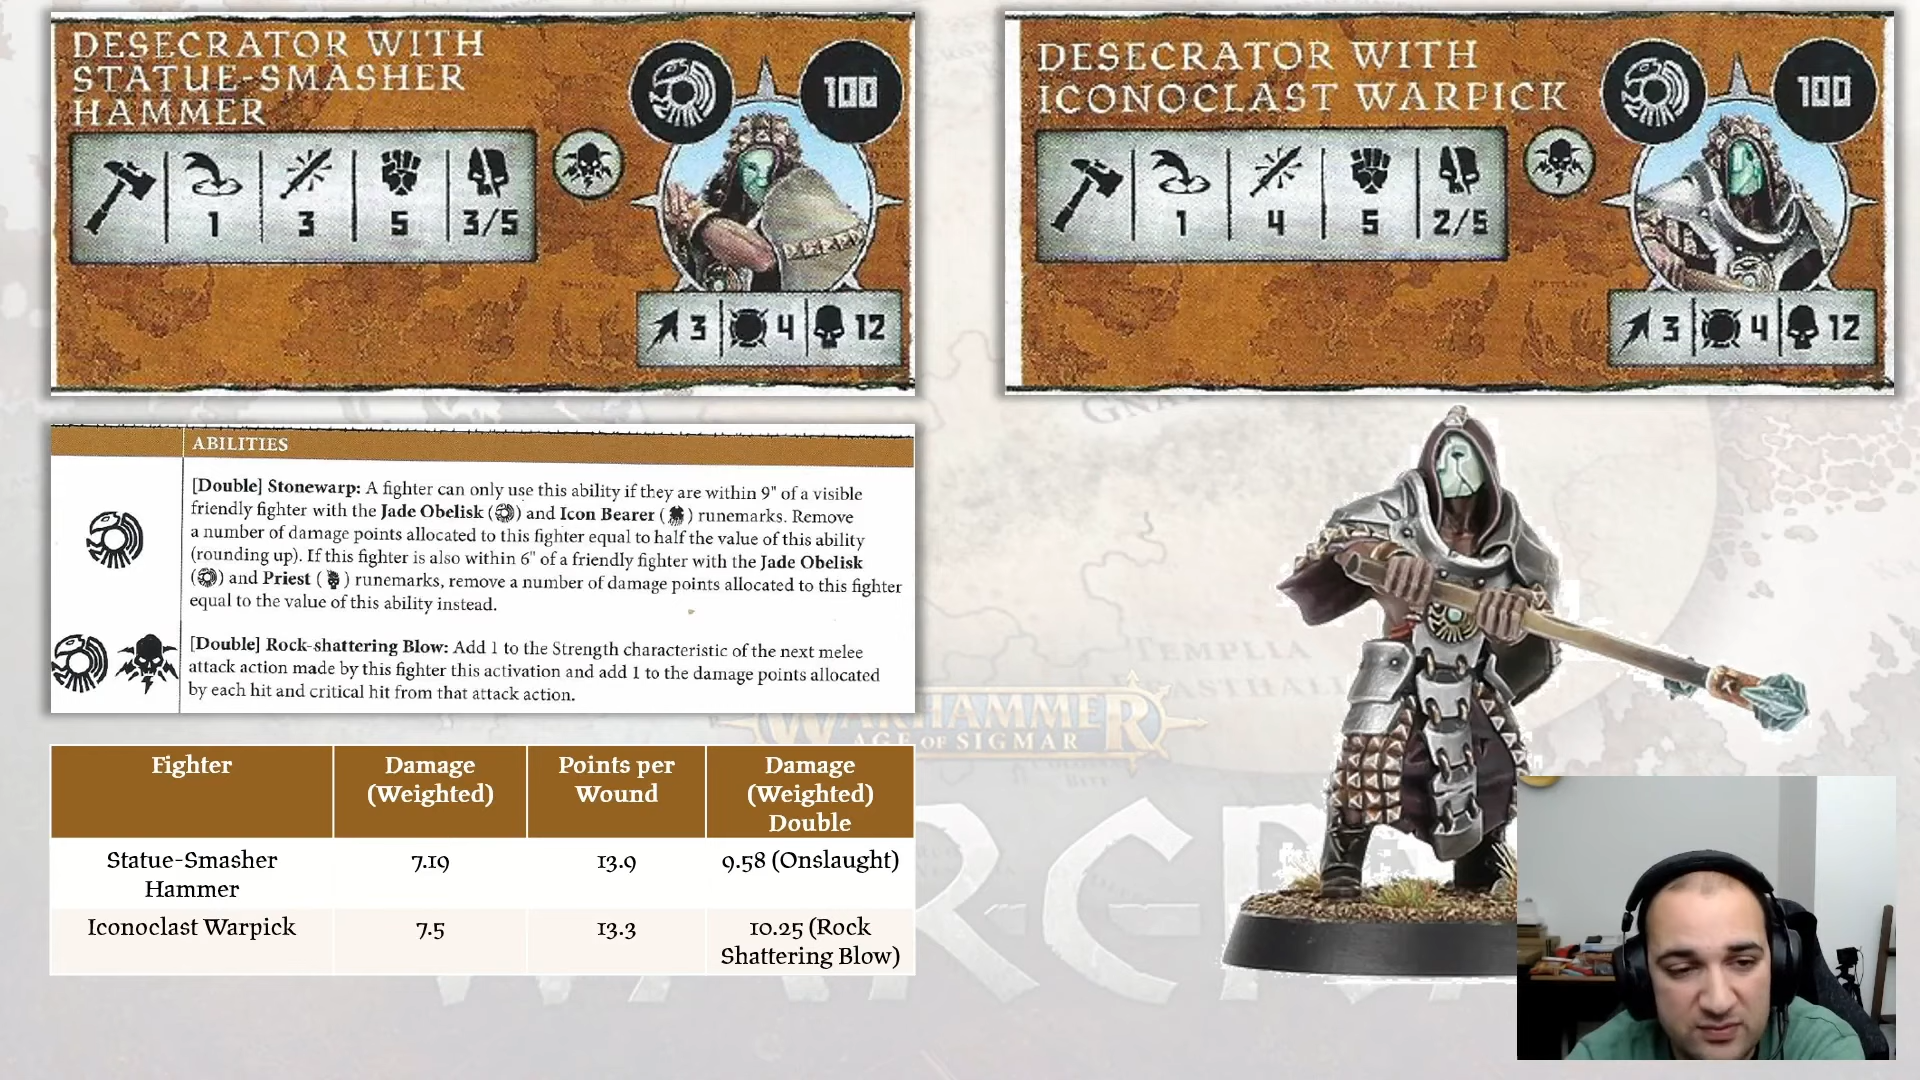 DESECRATOR WITH
STATUE-SMASHER
HAMMER
100
1 3 5 3/5
3 4 12
DESECRATOR WITH
ICONOCLAST WARPICK
100
1 4 5 2/5
3 4 12
ABILITIES
[Double] Stonewarp: A fighter can only use this ability if they are within 9" of a visible
friendly fighter with the Jade Obelisk ( ) and Icon Bearer ( ) runemarks. Remove
a number of damage points allocated to this fighter equal to half the value of this ability
(rounding up). If this fighter is also within 6" of a friendly fighter with the Jade Obelisk
( ) and Priest ( ) runemarks, remove a number of damage points allocated to this fighter
equal to the value of this ability instead.
[Double] Rock-shattering Blow: Add 1 to the Strength characteristic of the next melee
attack action made by this fighter this activation and add 1 to the damage points allocated
by each hit and critical hit from that attack action.
TEMPLIA
WARHAMMER
AGE OF SIGMAR
Fighter
Damage
(Weighted)
Points per
Wound
Damage
(Weighted)
Double
Statue-Smasher
Hammer
7.19
13.9
9.58 (Onslaught)
Iconoclast Warpick
7.5
13.3
10.25 (Rock
Shattering Blow)